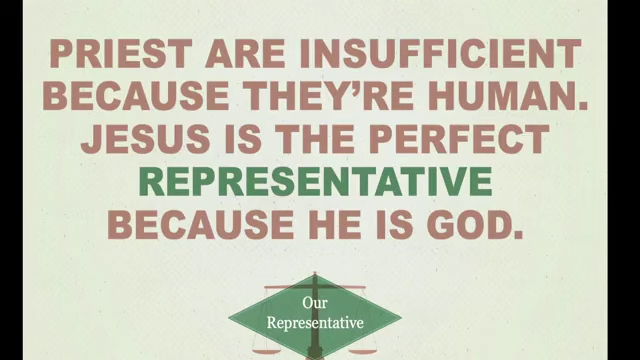 PRIEST ARE INSUFFICIENT
BECAUSE THEY'RE HUMAN.
JESUS IS THE PERFECT
REPRESENTATIVE
BECAUSE HE IS GOD.
Our
Representative